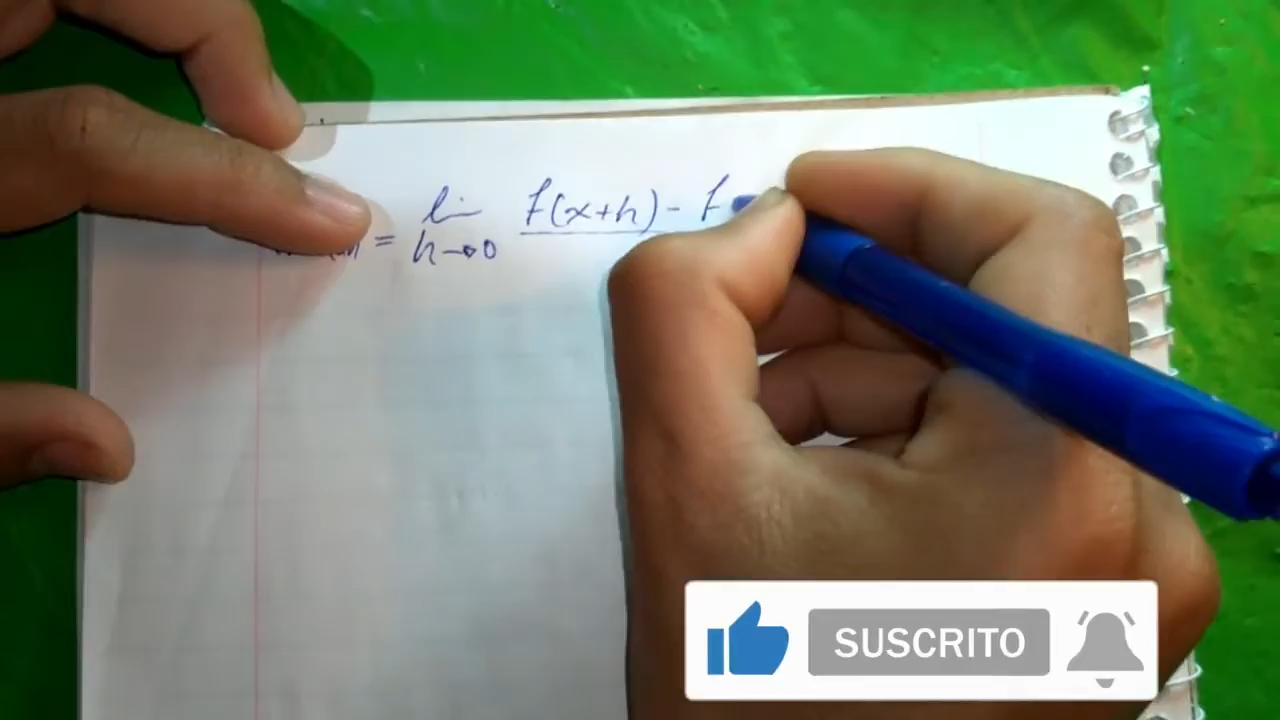 = lim f(x+h) - f
h→0
SUSCRITO